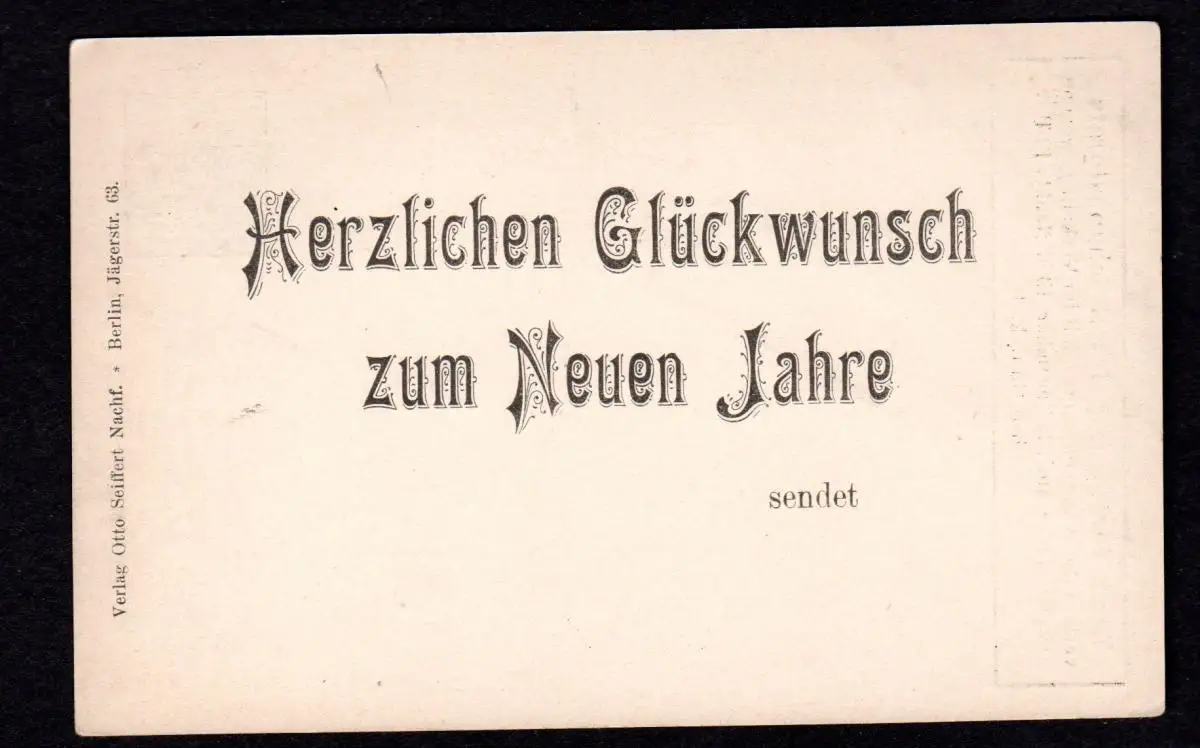 Herzlichen Glückwunsch
zum Neuen Jahre
sendet
Verlag Otto Seiffert Nachf. * Berlin, Jägerstr. 63.